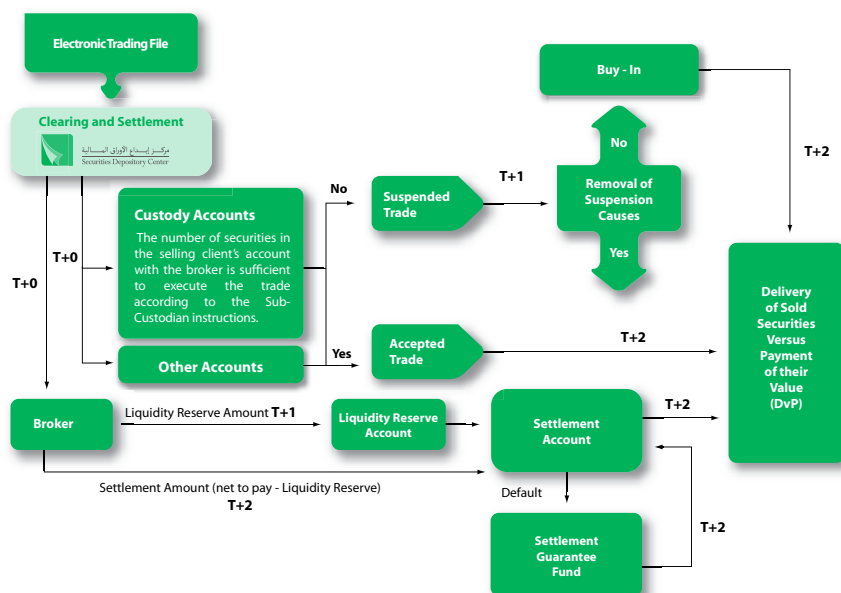 Electronic Trading File
Clearing and Settlement
مركز إيداع الأوراق المالية
Securities Depository Center
T+0
T+0
Custody Accounts
The number of securities in
the selling client's account
with the broker is sufficient
to execute the trade
according to the Sub-
Custodian instructions.
Other Accounts
No
Yes
Suspended
Trade
T+1
Buy - In
No
Removal of
Suspension
Causes
Yes
T+2
Accepted
Trade
T+2
Delivery
of Sold
Securities
Versus
Payment
of their
Value
(DvP)
Broker
Liquidity Reserve Amount T+1
Liquidity Reserve
Account
Settlement
Account
T+2
Settlement Amount (net to pay - Liquidity Reserve)
T+2
Default
Settlement
Guarantee
Fund
T+2